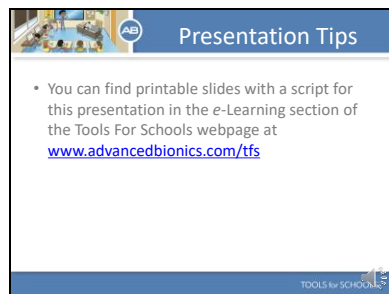 AB
Presentation Tips
• You can find printable slides with a script for
this presentation in the e-Learning section of
the Tools For Schools webpage at
www.advancedbionics.com/tfs
TOOLS for SCHOOLS